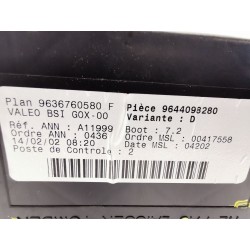 Plan 9636760580 F
VALEO BSI G0X-00
Réf. ANN : A11999
Ordre ANN : 0436
14/02/02 08:20
Poste de Controle : 2
Pièce 9644098280
Variante : D
Boot : 7.2
Ordre MSL : 00417558
Date MSL : 04202